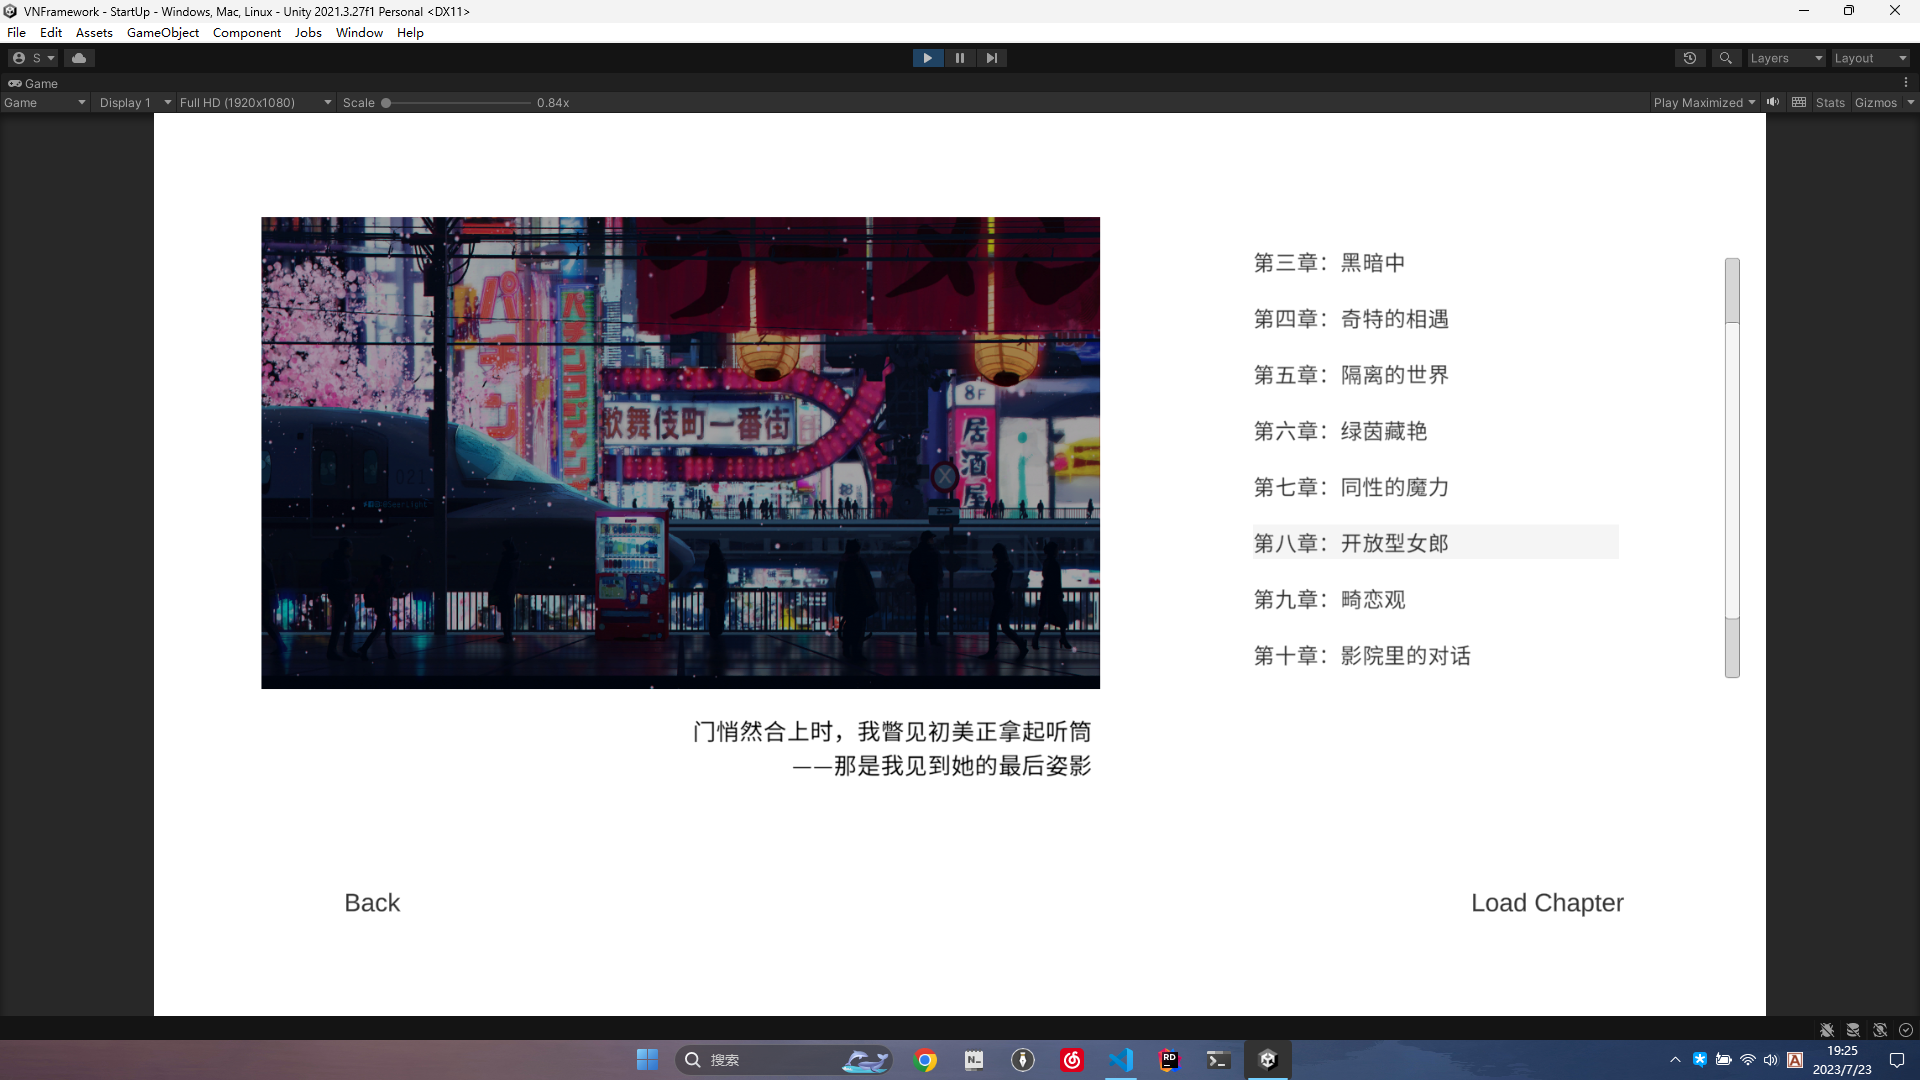 VNFramework - StartUp - Windows, Mac, Linux - Unity 2021.3.27f1 Personal <DX11>
File Edit Assets GameObject Component Jobs Window Help
S
Layers
Layout
Game
Game
Display 1
Full HD (1920x1080)
Scale
0.84x
Play Maximized
Stats
Gizmos
パチンコ
歌舞伎町一番街
8F
居酒屋
021
门悄然合上时，我瞥见初美正拿起听筒
——那是我见到她的最后姿影
第三章：黑暗中
第四章：奇特的相遇
第五章：隔离的世界
第六章：绿茵藏艳
第七章：同性的魔力
第八章：开放型女郎
第九章：畸恋观
第十章：影院里的对话
Back
Load Chapter
搜索
19:25
2023/7/23